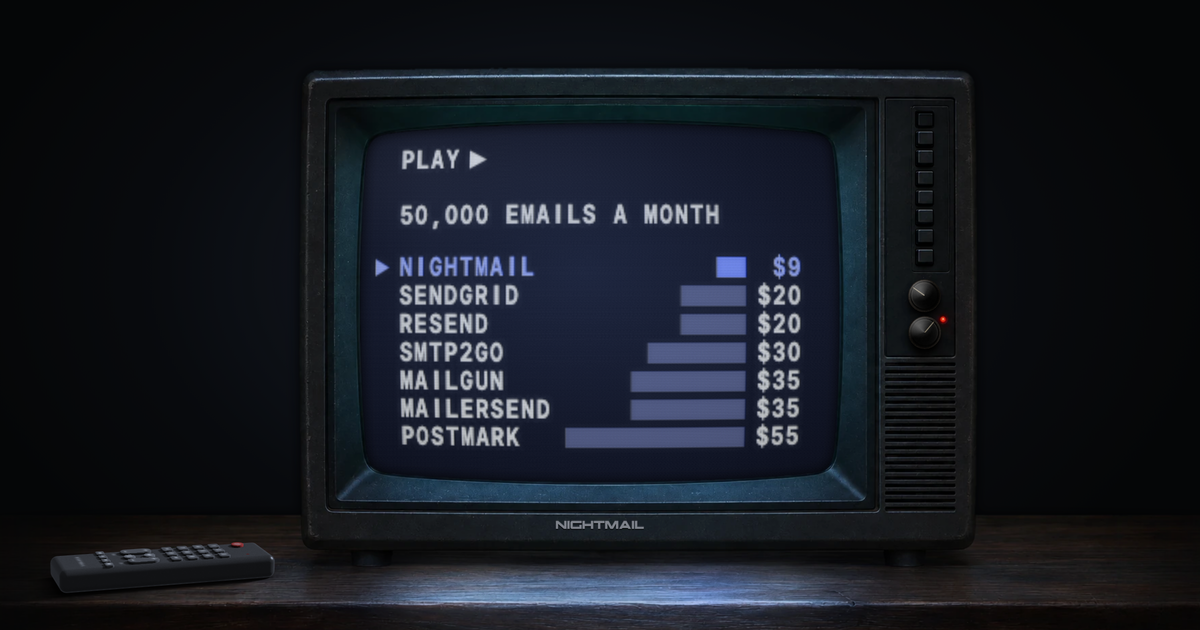 PLAY ▶
50,000 EMAILS A MONTH
▶ NIGHTMAIL $9
SENDGRID $20
RESEND $20
SMTP2GO $30
MAILGUN $35
MAILERSEND $35
POSTMARK $55
NIGHTMAIL